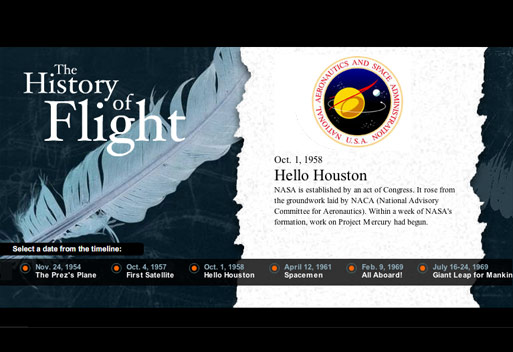 The
History
of
Flight
NATIONAL AERONAUTICS AND SPACE ADMINISTRATION
U.S.A.
Oct. 1, 1958
Hello Houston
NASA is established by an act of Congress. It rose from
the groundwork laid by NACA (National Advisory
Committee for Aeronautics). Within a week of NASA's
formation, work on Project Mercury had begun.
Select a date from the timeline:
Nov. 24, 1954
The Prez's Plane
Oct. 4, 1957
First Satellite
Oct. 1, 1958
Hello Houston
April 12, 1961
Spacemen
Feb. 9, 1969
All Aboard!
July 16-24, 1969
Giant Leap for Mankin